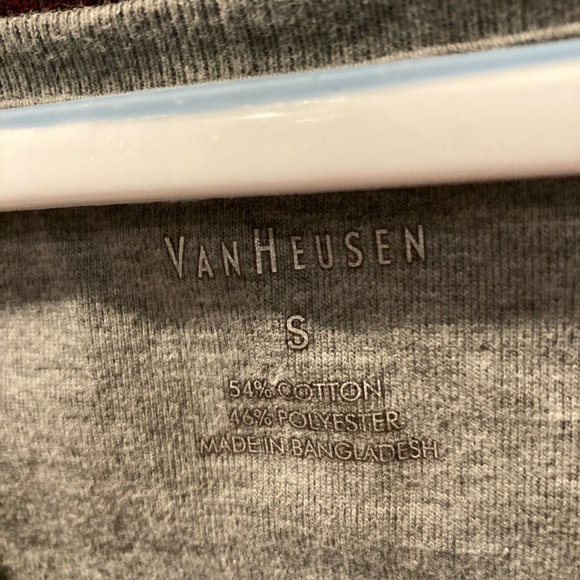 VANHEUSEN
S
54% COTTON
46% POLYESTER
MADE IN BANGLADESH